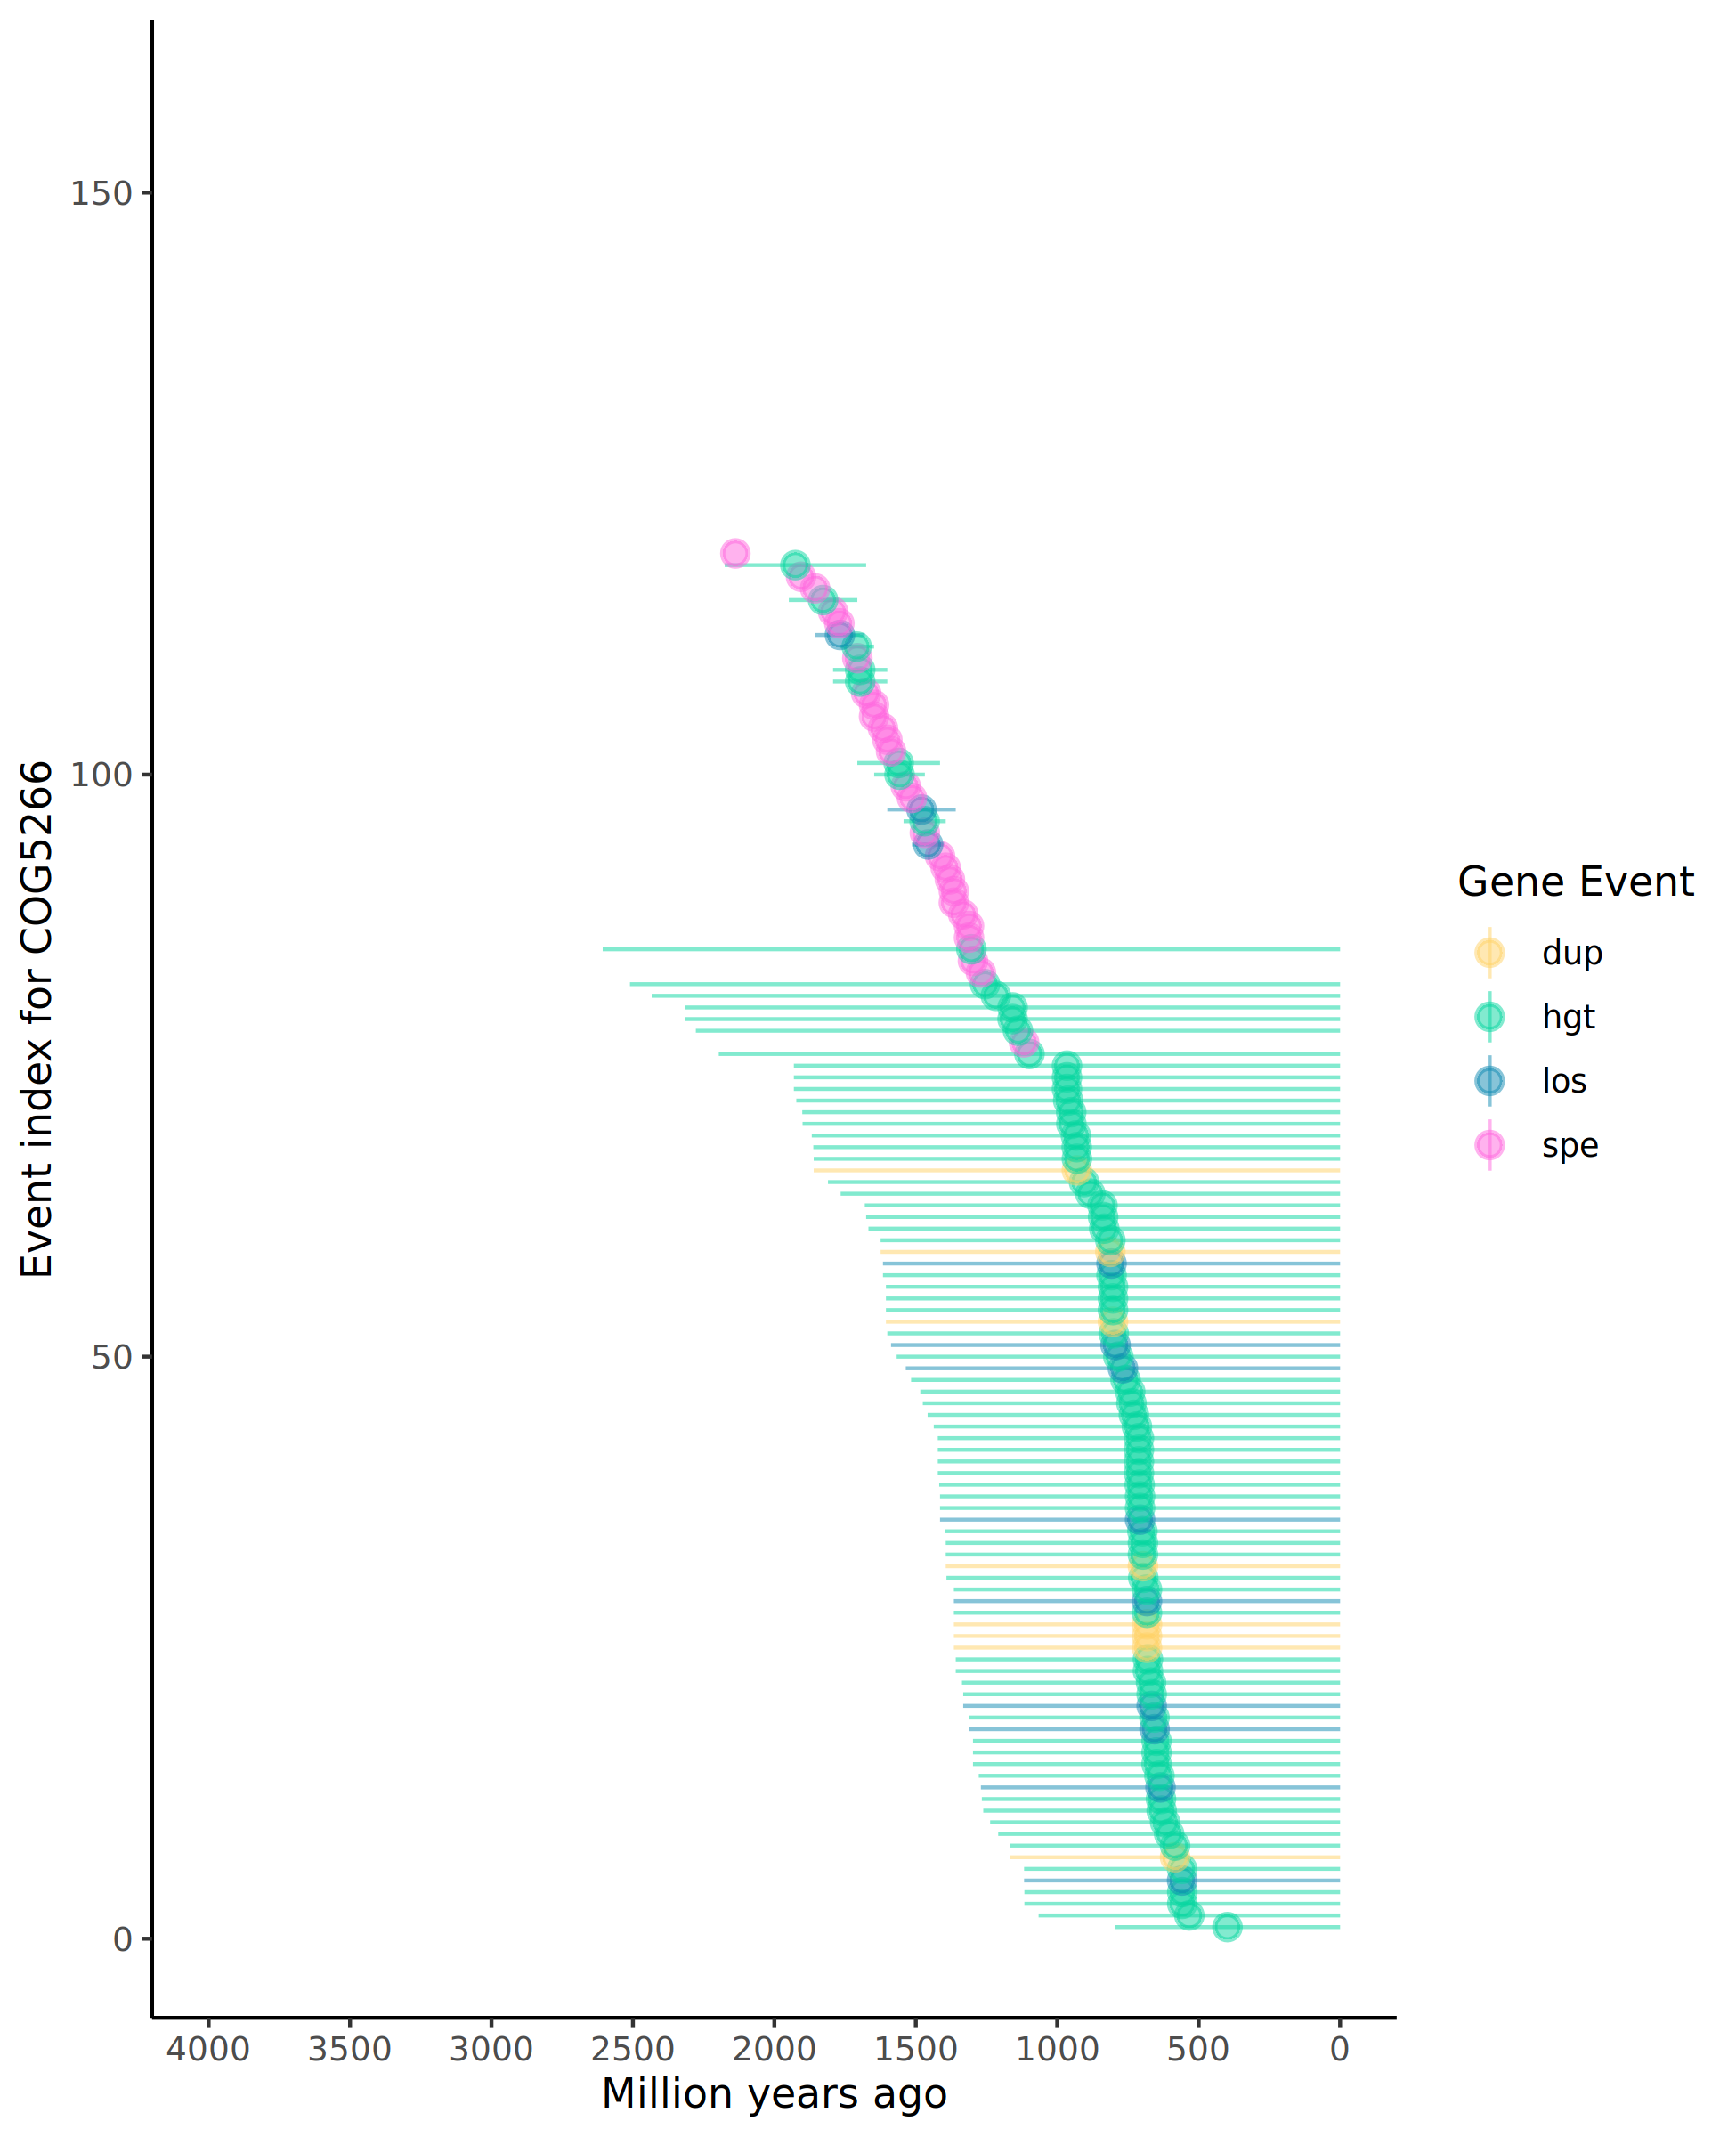 Event index for COG5266
150
100
50
0
4000 3500 3000 2500 2000 1500 1000 500 0
Million years ago
Gene Event
dup
hgt
los
spe